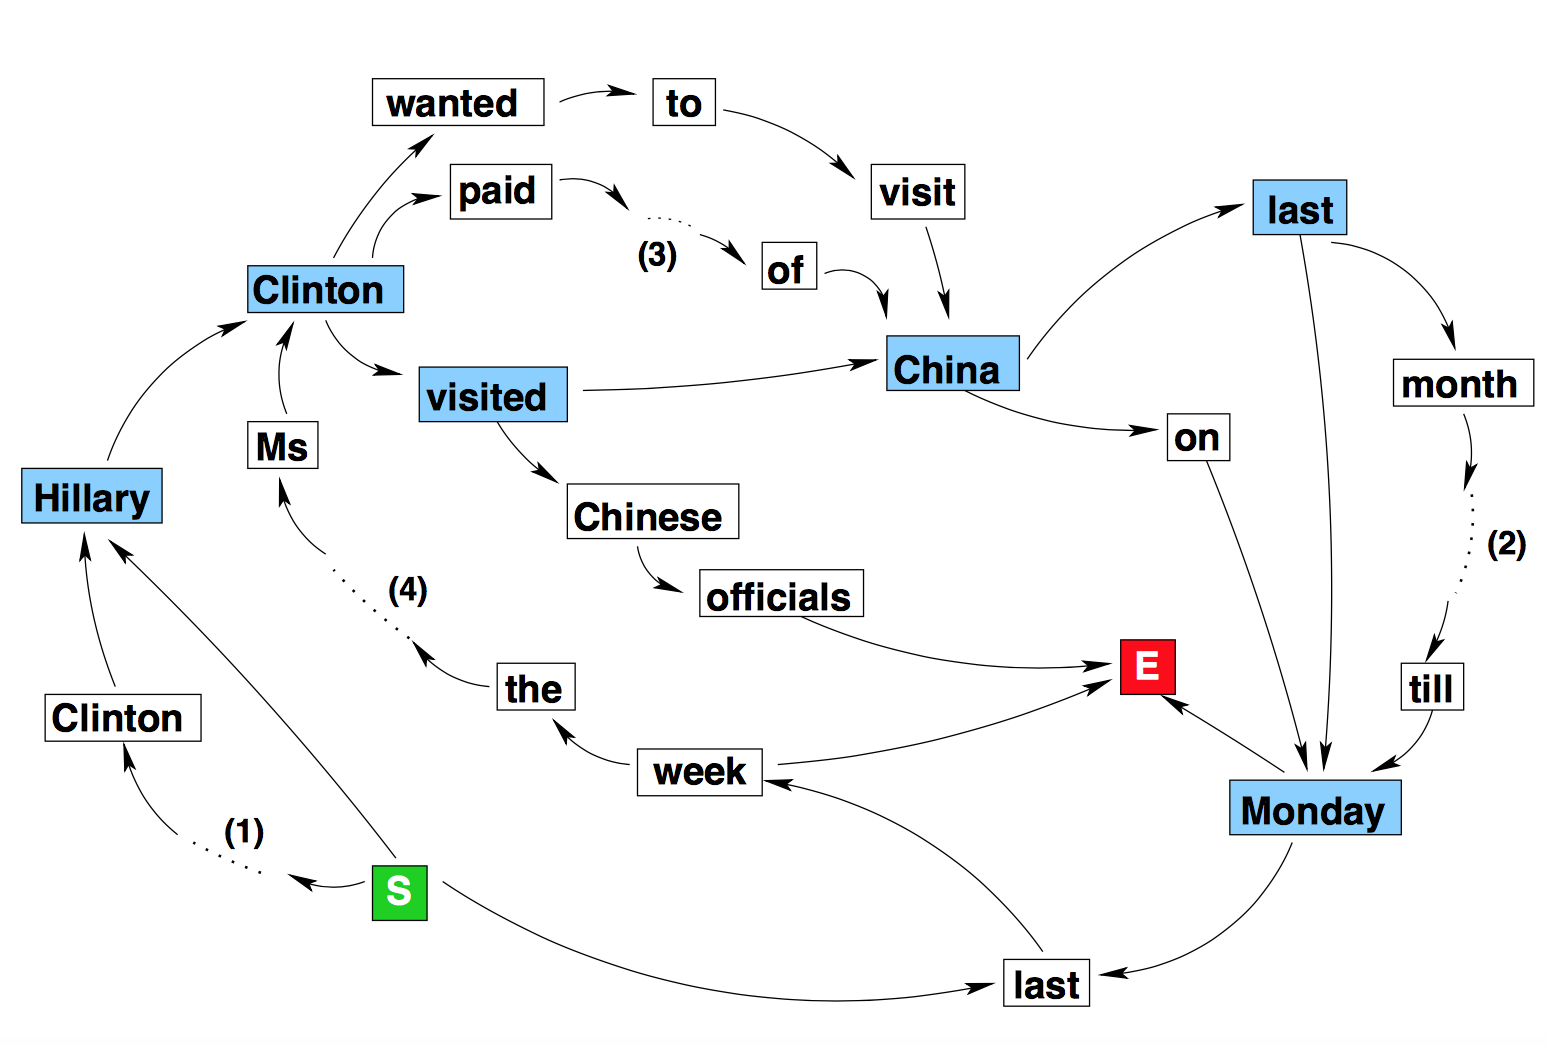 wanted
to
paid
visit
last
(3)
of
Clinton
China
month
visited
on
Ms
Hillary
Chinese
(2)
(4)
officials
E
the
till
Clinton
week
Monday
(1)
S
last